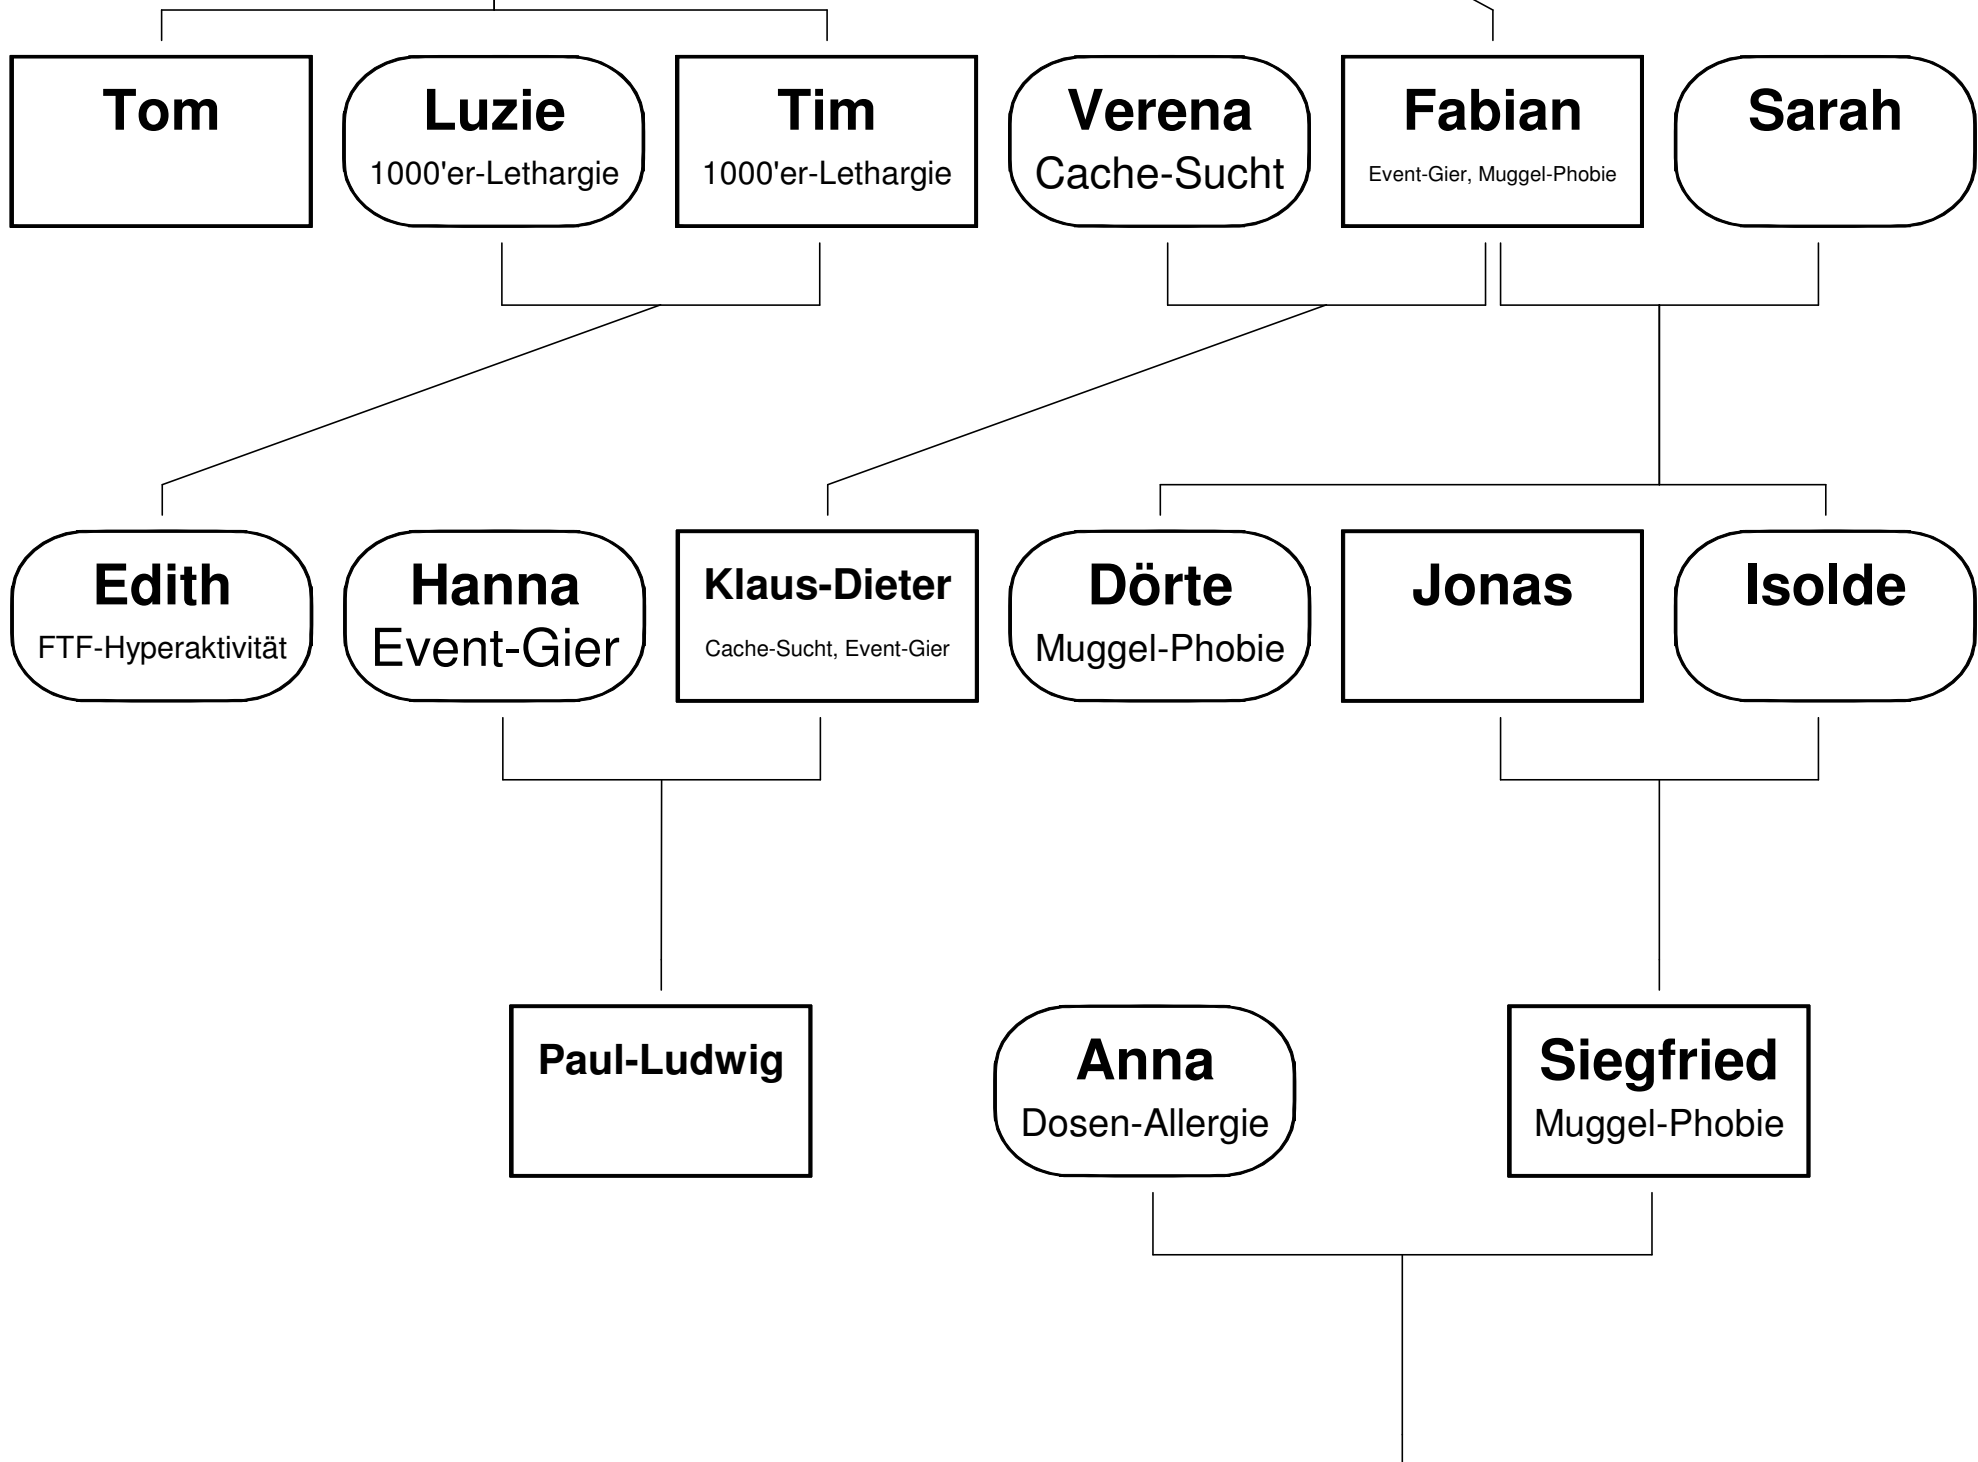 Tom
Luzie
1000'er-Lethargie
Tim
1000'er-Lethargie
Verena
Cache-Sucht
Fabian
Event-Gier, Muggel-Phobie
Sarah
Edith
FTF-Hyperaktivität
Hanna
Event-Gier
Klaus-Dieter
Cache-Sucht, Event-Gier
Dörte
Muggel-Phobie
Jonas
Isolde
Paul-Ludwig
Anna
Dosen-Allergie
Siegfried
Muggel-Phobie